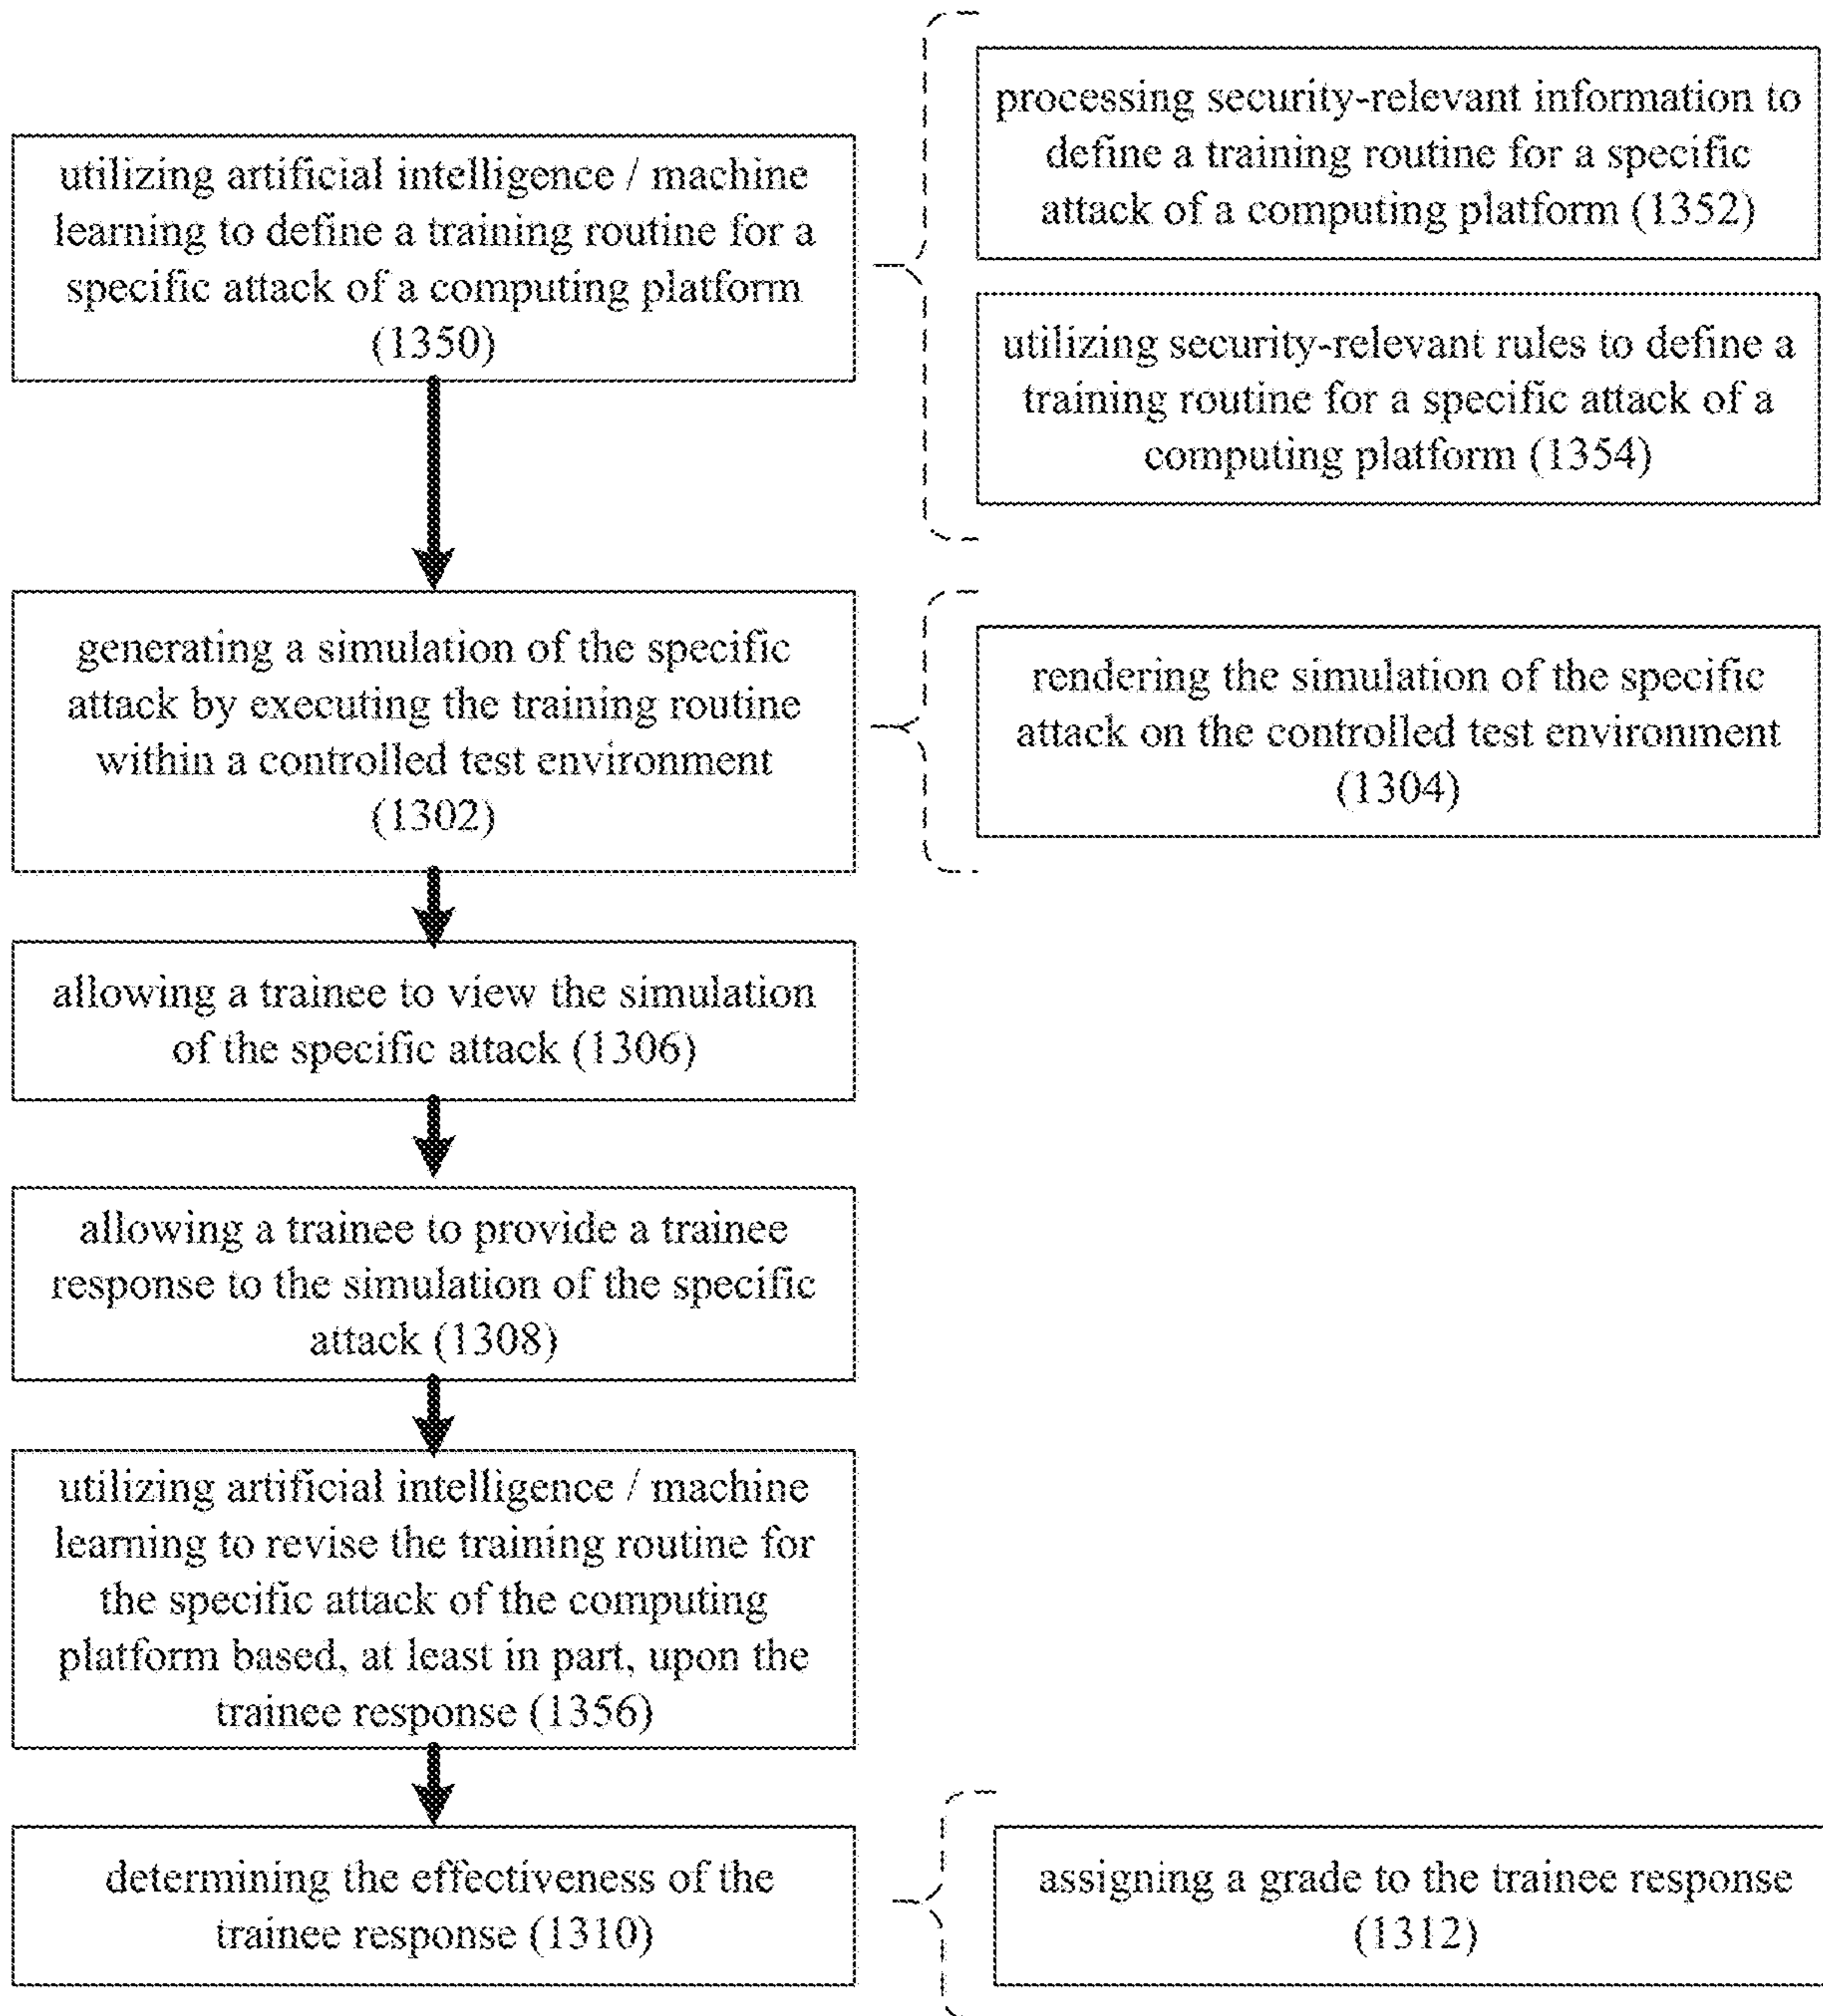 utilizing artificial intelligence / machine
learning to define a training routine for a
specific attack of a computing platform
(1350)
processing security-relevant information to
define a training routine for a specific
attack of a computing platform (1352)
utilizing security-relevant rules to define a
training routine for a specific attack of a
computing platform (1354)
generating a simulation of the specific
attack by executing the training routine
within a controlled test environment
(1302)
rendering the simulation of the specific
attack on the controlled test environment
(1304)
allowing a trainee to view the simulation
of the specific attack (1306)
allowing a trainee to provide a trainee
response to the simulation of the specific
attack (1308)
utilizing artificial intelligence / machine
learning to revise the training routine for
the specific attack of the computing
platform based, at least in part, upon the
trainee response (1356)
determining the effectiveness of the
trainee response (1310)
assigning a grade to the trainee response
(1312)